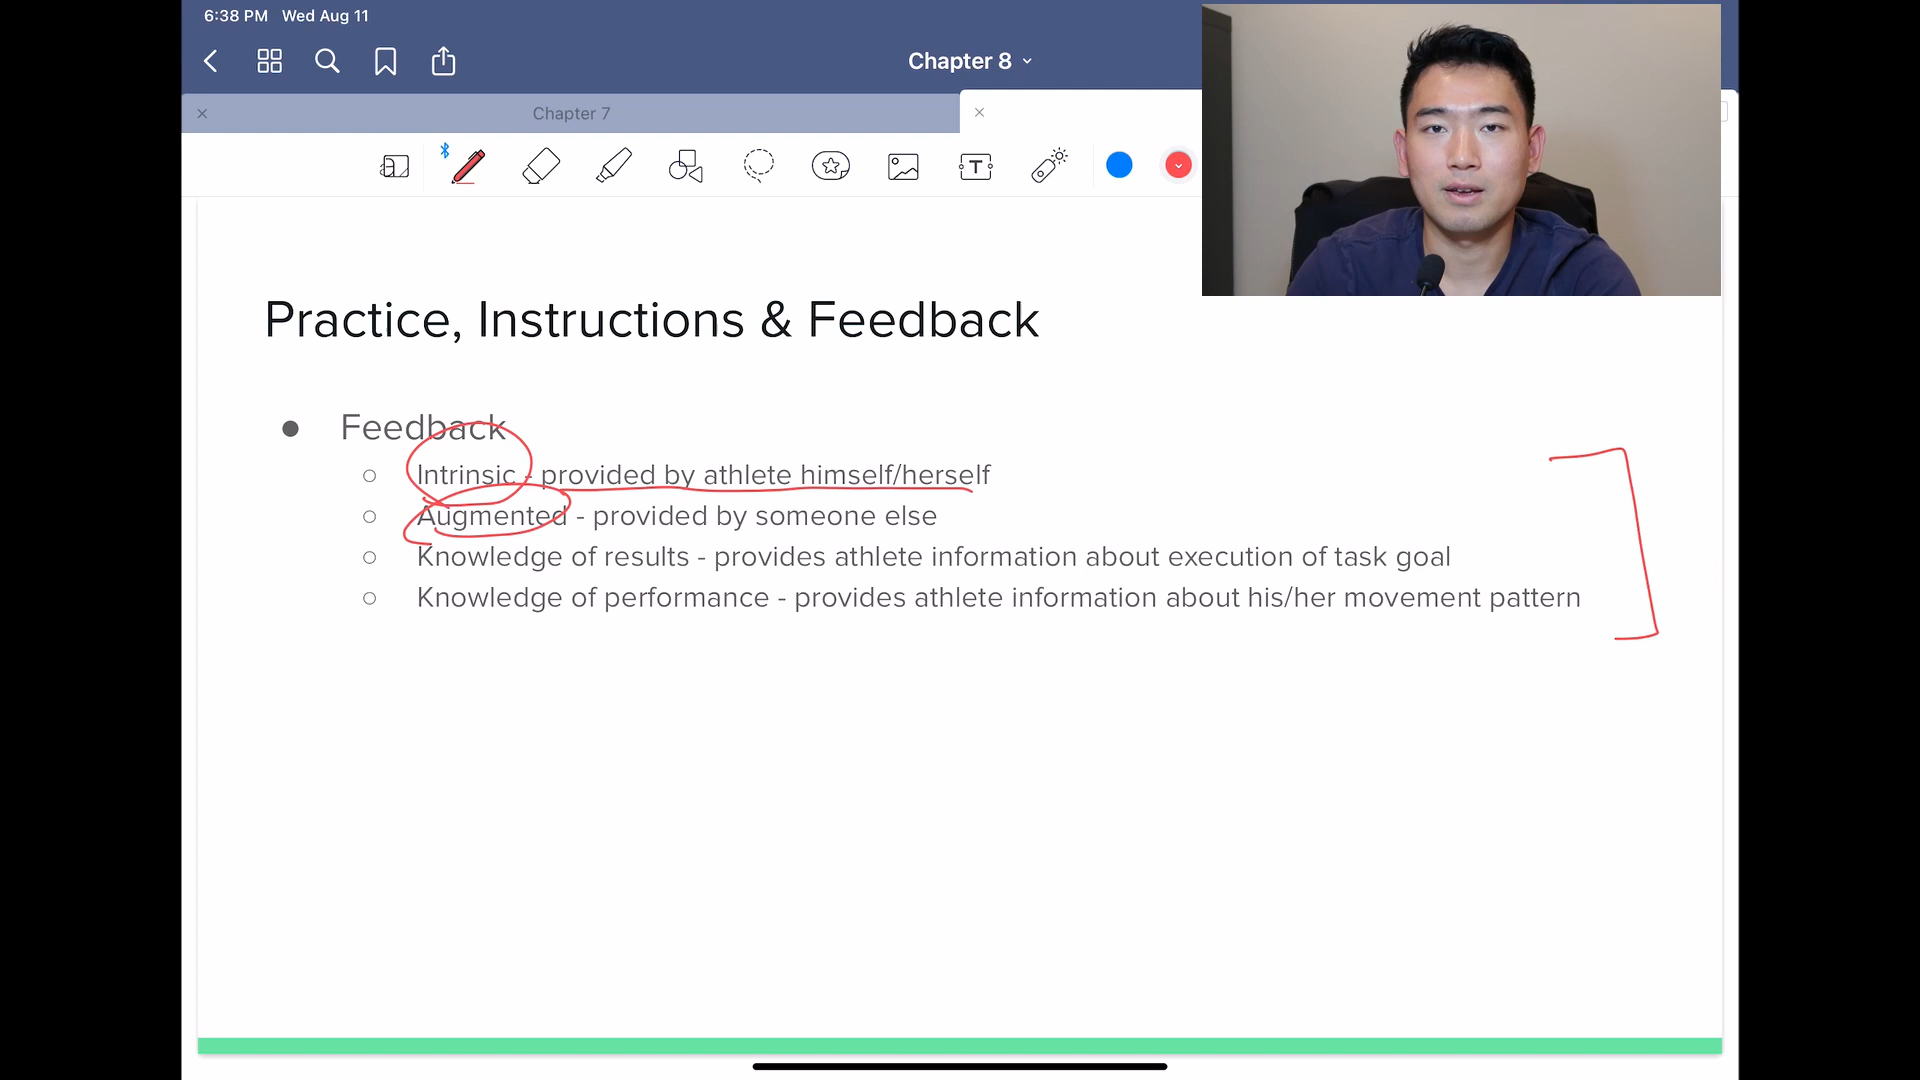 6:38 PM Wed Aug 11
Chapter 8
Chapter 7
T
Practice, Instructions & Feedback
● Feedback
○ Intrinsic - provided by athlete himself/herself
○ Augmented - provided by someone else
○ Knowledge of results - provides athlete information about execution of task goal
○ Knowledge of performance - provides athlete information about his/her movement pattern